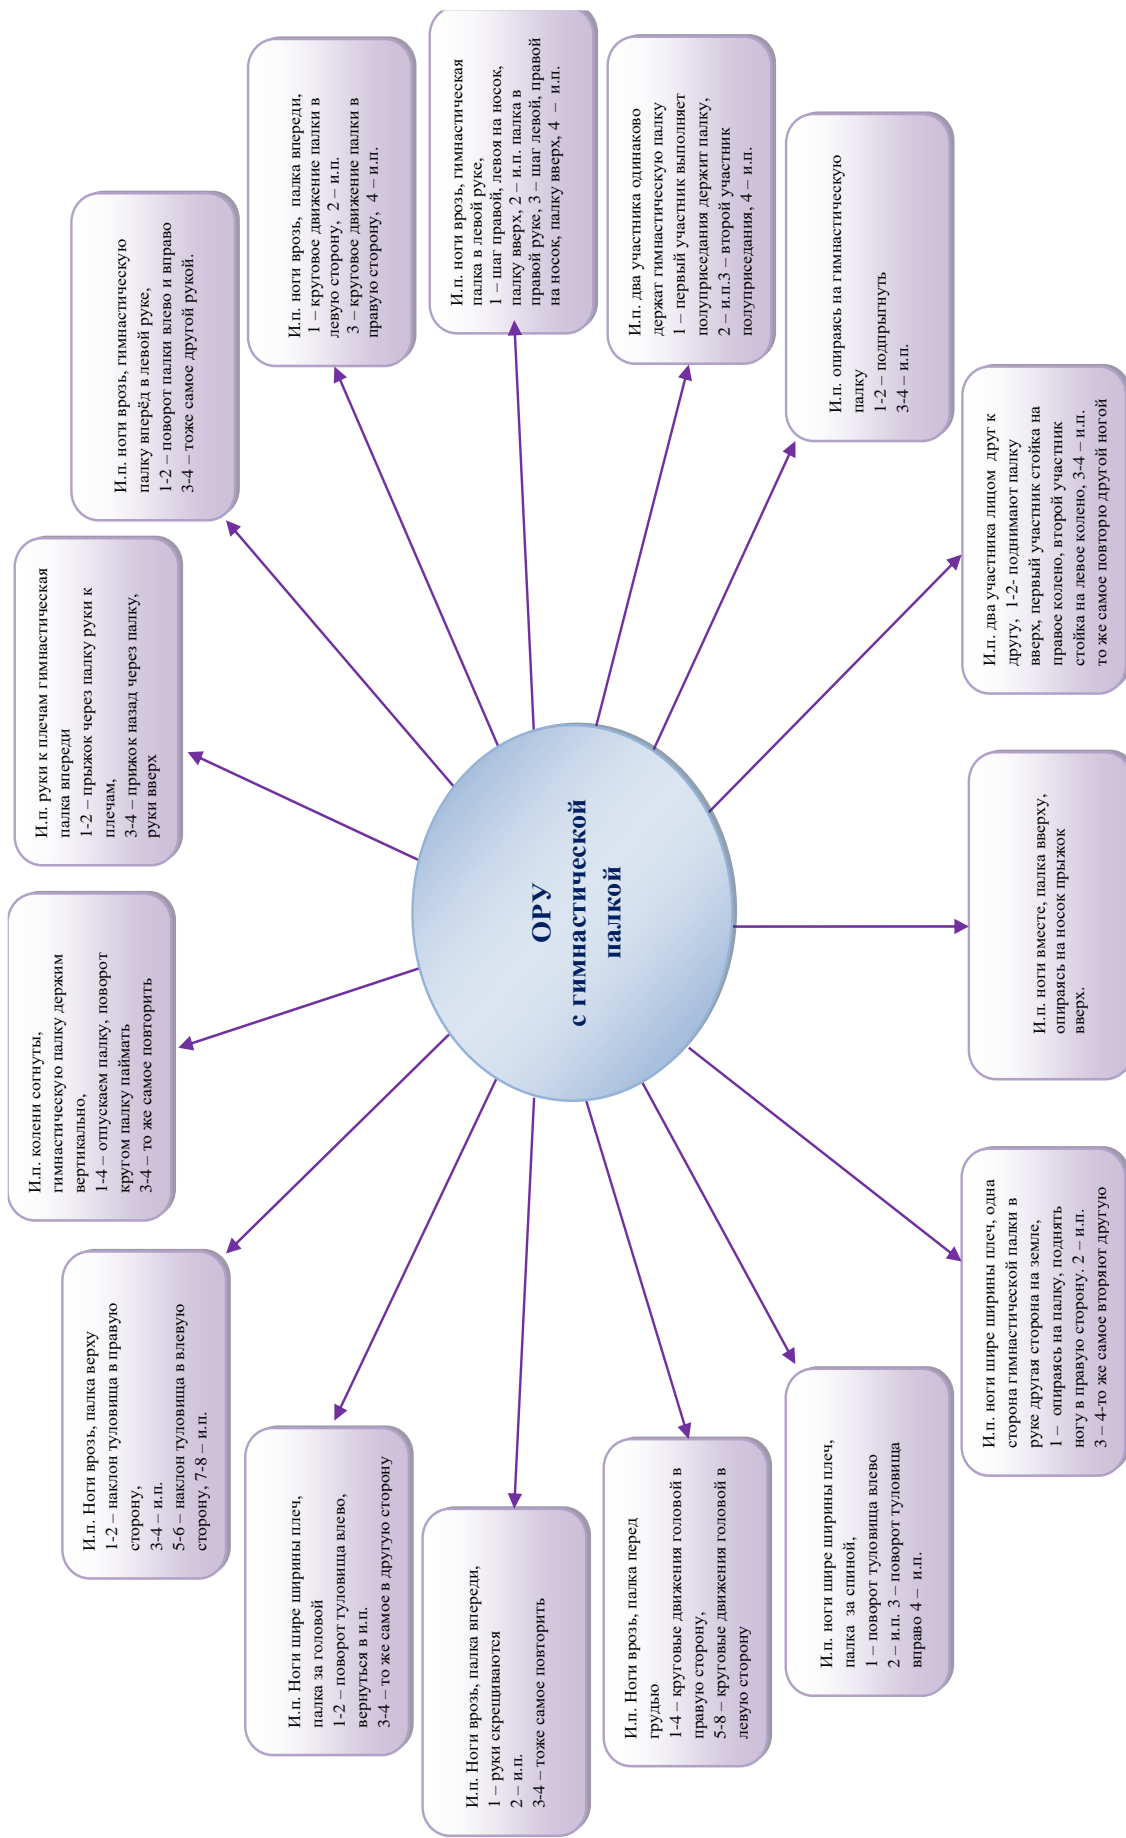 ОРУ
с гимнастической
палкой
И.п. колени согнуты,
гимнастическую палку держим
вертикально,
1-4 – отпускаем палку, поворот
кругом палку паймать
3-4 – то же самое повторить
И.п. руки к плечам гимнастическая
палка впереди
1-2 – прыжок через палку руки к
плечам,
3-4 – прижок назад через палку,
руки вверх
И.п. ноги врозь, гимнастическую
палку вперёд в левой руке,
1-2 – поворот палки влево и вправо
3-4 – тоже самое другой рукой.
И.п. ноги врозь, палка впереди,
1 – круговое движение палки в
левую сторону, 2 – и.п.
3 – круговое движение палки в
правую сторону, 4 – и.п.
И.п. ноги врозь, гимнастическая
палка в левой руке,
1 – шаг правой, левоя на носок,
палку вверх, 2 – и.п. палка в
правой руке, 3 – шаг левой, правой
на носок, палку вверх, 4 – и.п.
И.п. два участника одинаково
держат гимнастическую палку
1 – первый участник выполняет
полуприседания держит палку,
2 – и.п.3 – второй участник
полуприседания, 4 – и.п.
И.п. опираясь на гимнастическую
палку
1-2 – подпрыгнуть
3-4 – и.п.
И.п. два участника лицом друг к
другу, 1-2- поднимают палку
вверх, первый участник стойка на
правое колено, второй участник
стойка на левое колено, 3-4 – и.п.
то же самое повторю другой ногой
И.п. ноги вместе, палка вверху,
опираясь на носок прыжок
вверх.
И.п. ноги шире ширины плеч, одна
сторона гимнастической палки в
руке другая сторона на земле,
1 – опираясь на палку, поднять
ногу в правую сторону. 2 – и.п.
3 – 4-то же самое вторяют другую
И.п. ноги шире ширины плеч,
палка за спиной,
1 – поворот туловища влево
2 – и.п. 3 – поворот туловища
вправо 4 – и.п.
И.п. Ноги врозь, палка перед
грудью
1-4 – круговые движения головой в
правую сторону,
5-8 – круговые движения головой в
левую сторону
И.п. Ноги врозь, палка впереди,
1 – руки скрещиваются
2 – и.п.
3-4 – тоже самое повторить
И.п. Ноги шире ширины плеч,
палка за головой
1-2 – поворот туловища влево,
вернуться в и.п.
3-4 – то же самое в другую сторону
И.п. Ноги врозь, палка верху
1-2 – наклон туловища в правую
сторону,
3-4 – и.п.
5-6 – наклон туловища в влевую
сторону, 7-8 – и.п.